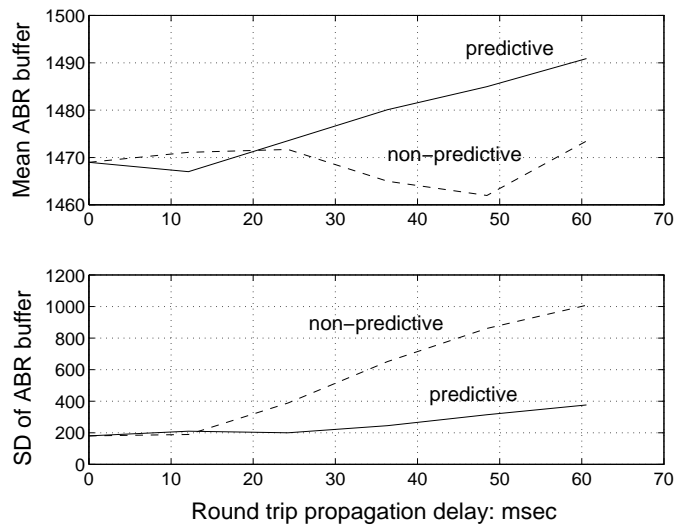 Mean ABR buffer
1500
1490
1480
1470
1460
predictive
non-predictive
0 10 20 30 40 50 60 70
SD of ABR buffer
1200
1000
800
600
400
200
0
non-predictive
predictive
0 10 20 30 40 50 60 70
Round trip propagation delay: msec